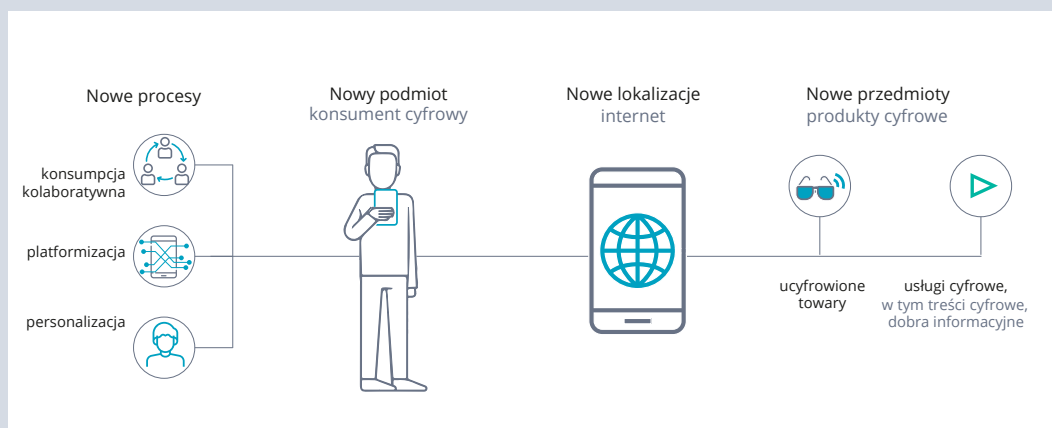 Nowe procesy
konsumpcja
kolaboratywna
platformizacja
personalizacja
Nowy podmiot
konsument cyfrowy
Nowe lokalizacje
internet
Nowe przedmioty
produkty cyfrowe
ucyfrowione
towary
usługi cyfrowe,
w tym treści cyfrowe,
dobra informacyjne